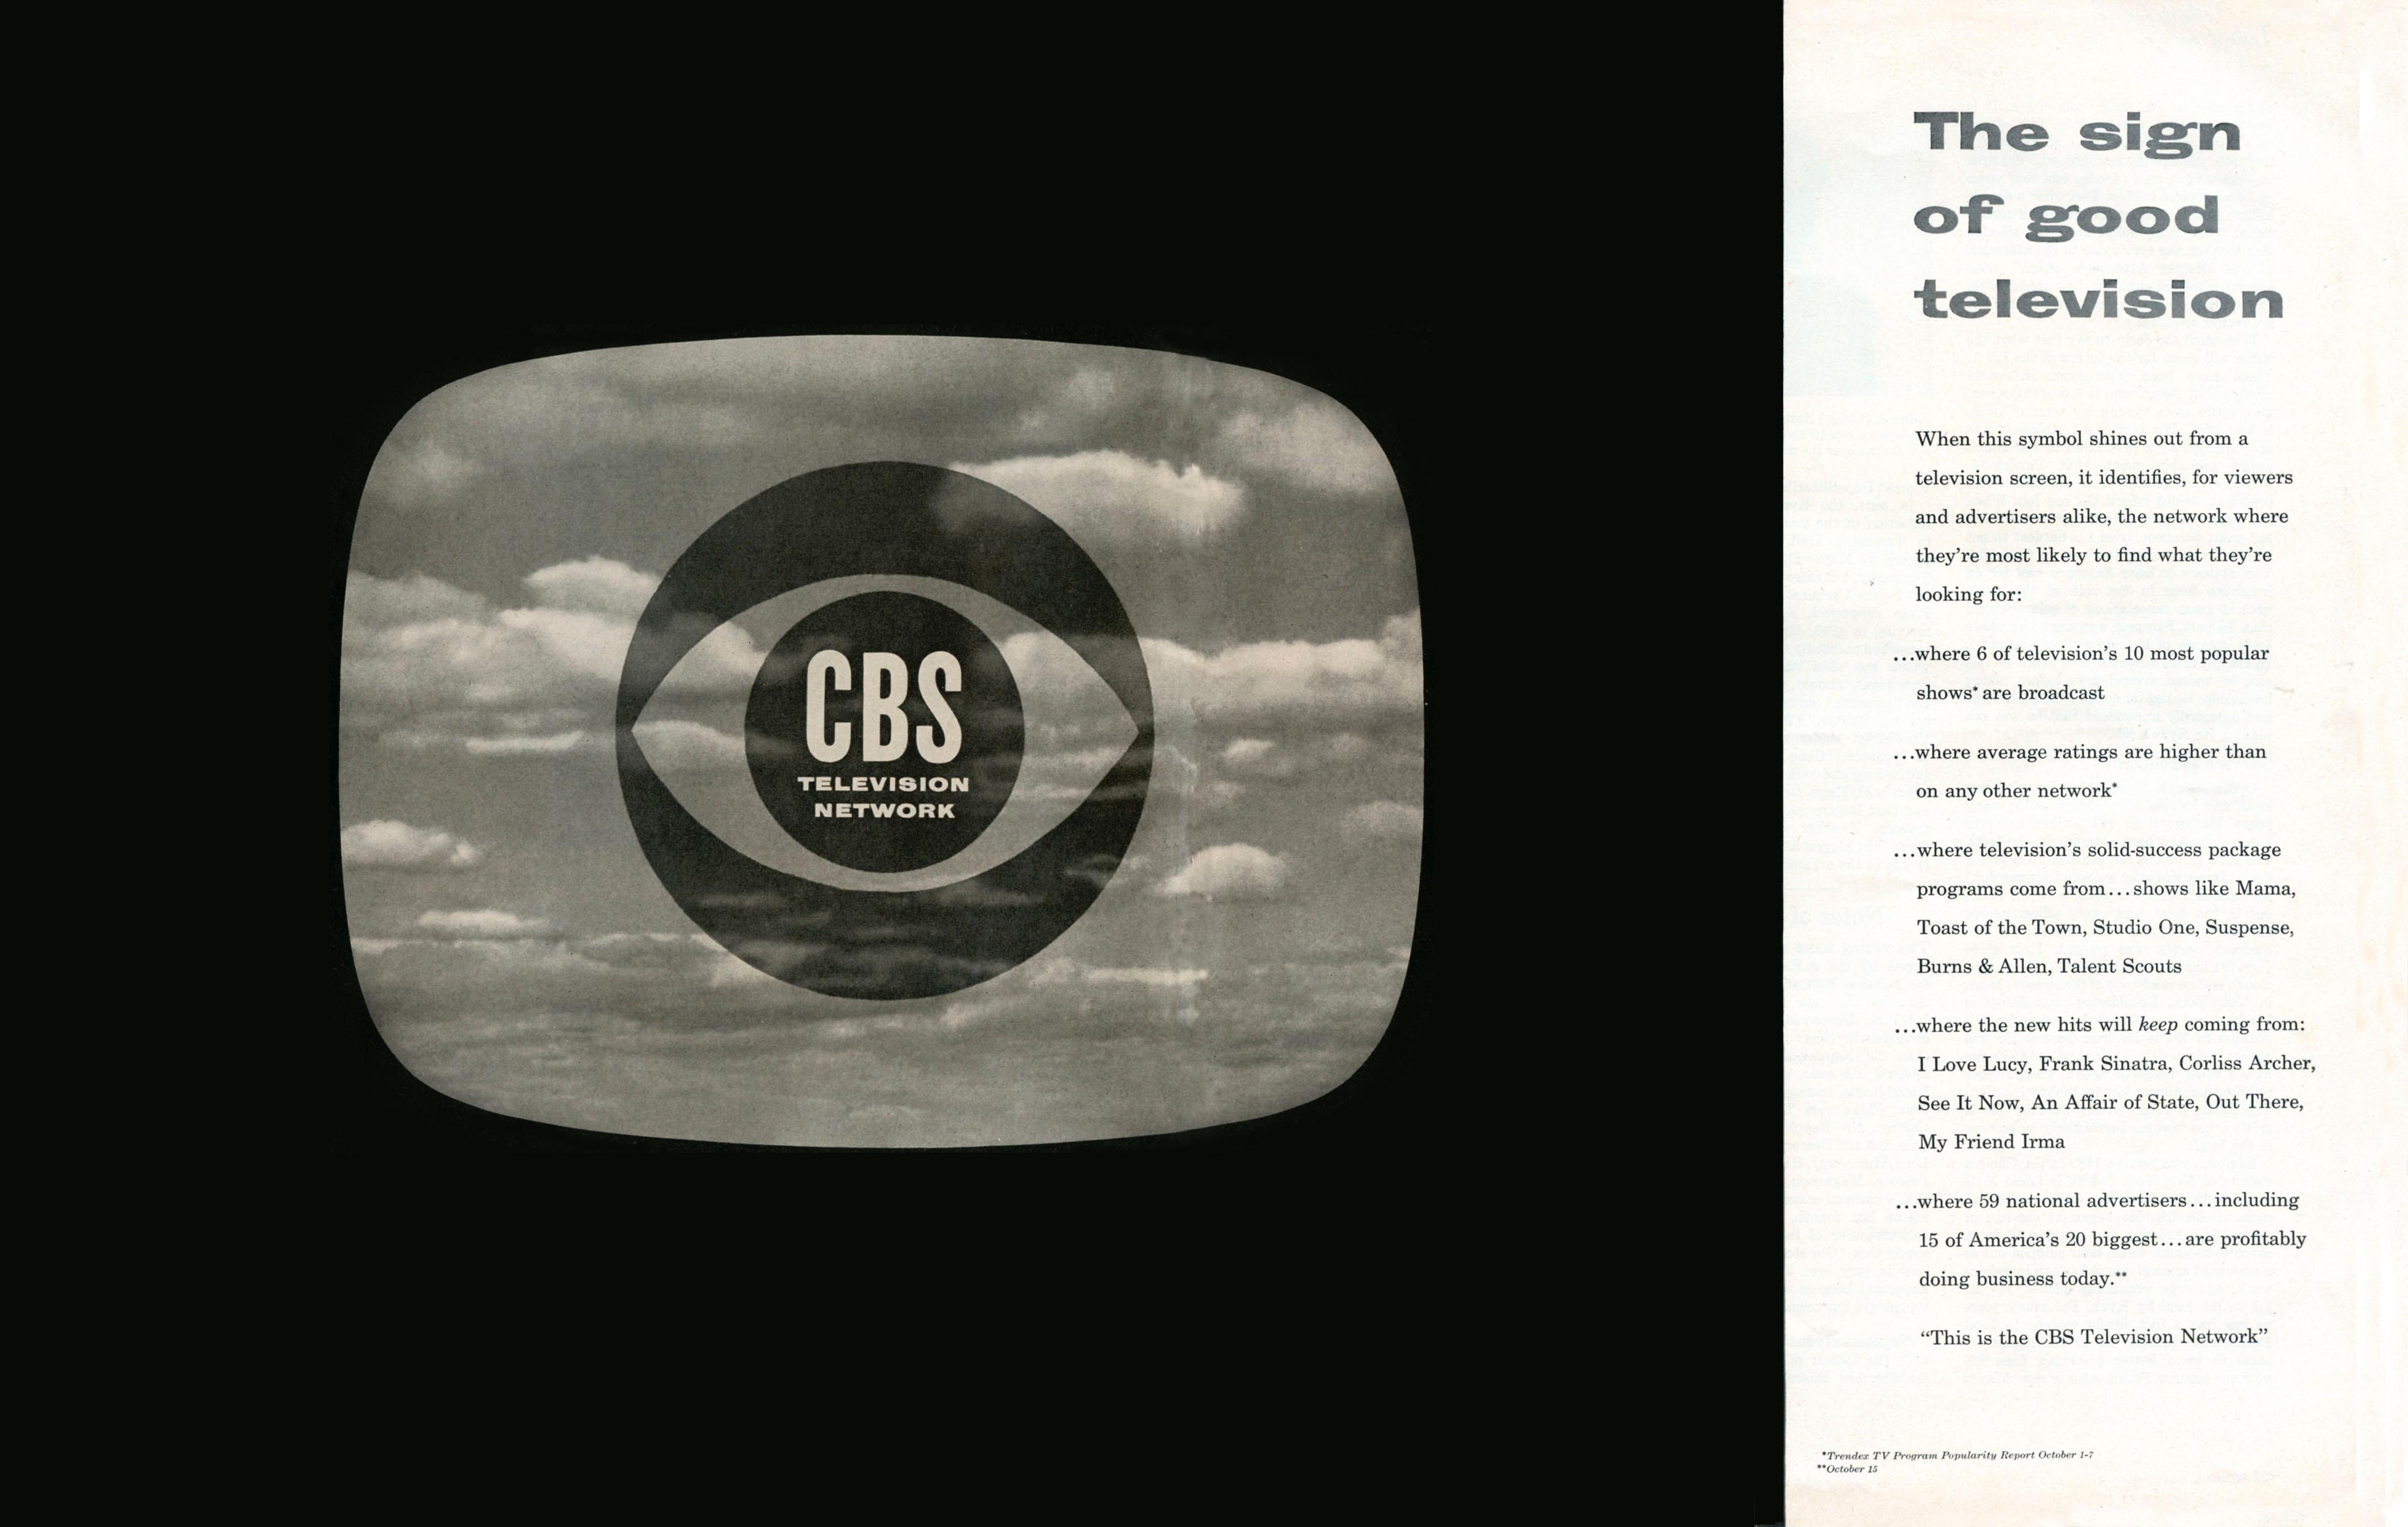 CBS
TELEVISION
NETWORK
The sign
of good
television
When this symbol shines out from a
television screen, it identifies, for viewers
and advertisers alike, the network where
they’re most likely to find what they’re
looking for:
...where 6 of television’s 10 most popular
shows* are broadcast
...where average ratings are higher than
on any other network*
...where television’s solid-success package
programs come from...shows like Mama,
Toast of the Town, Studio One, Suspense,
Burns & Allen, Talent Scouts
...where the new hits will keep coming from:
I Love Lucy, Frank Sinatra, Corliss Archer,
See It Now, An Affair of State, Out There,
My Friend Irma
...where 59 national advertisers...including
15 of America’s 20 biggest...are profitably
doing business today.**
“This is the CBS Television Network”
*Trendex TV Program Popularity Report October 1-7
**October 15